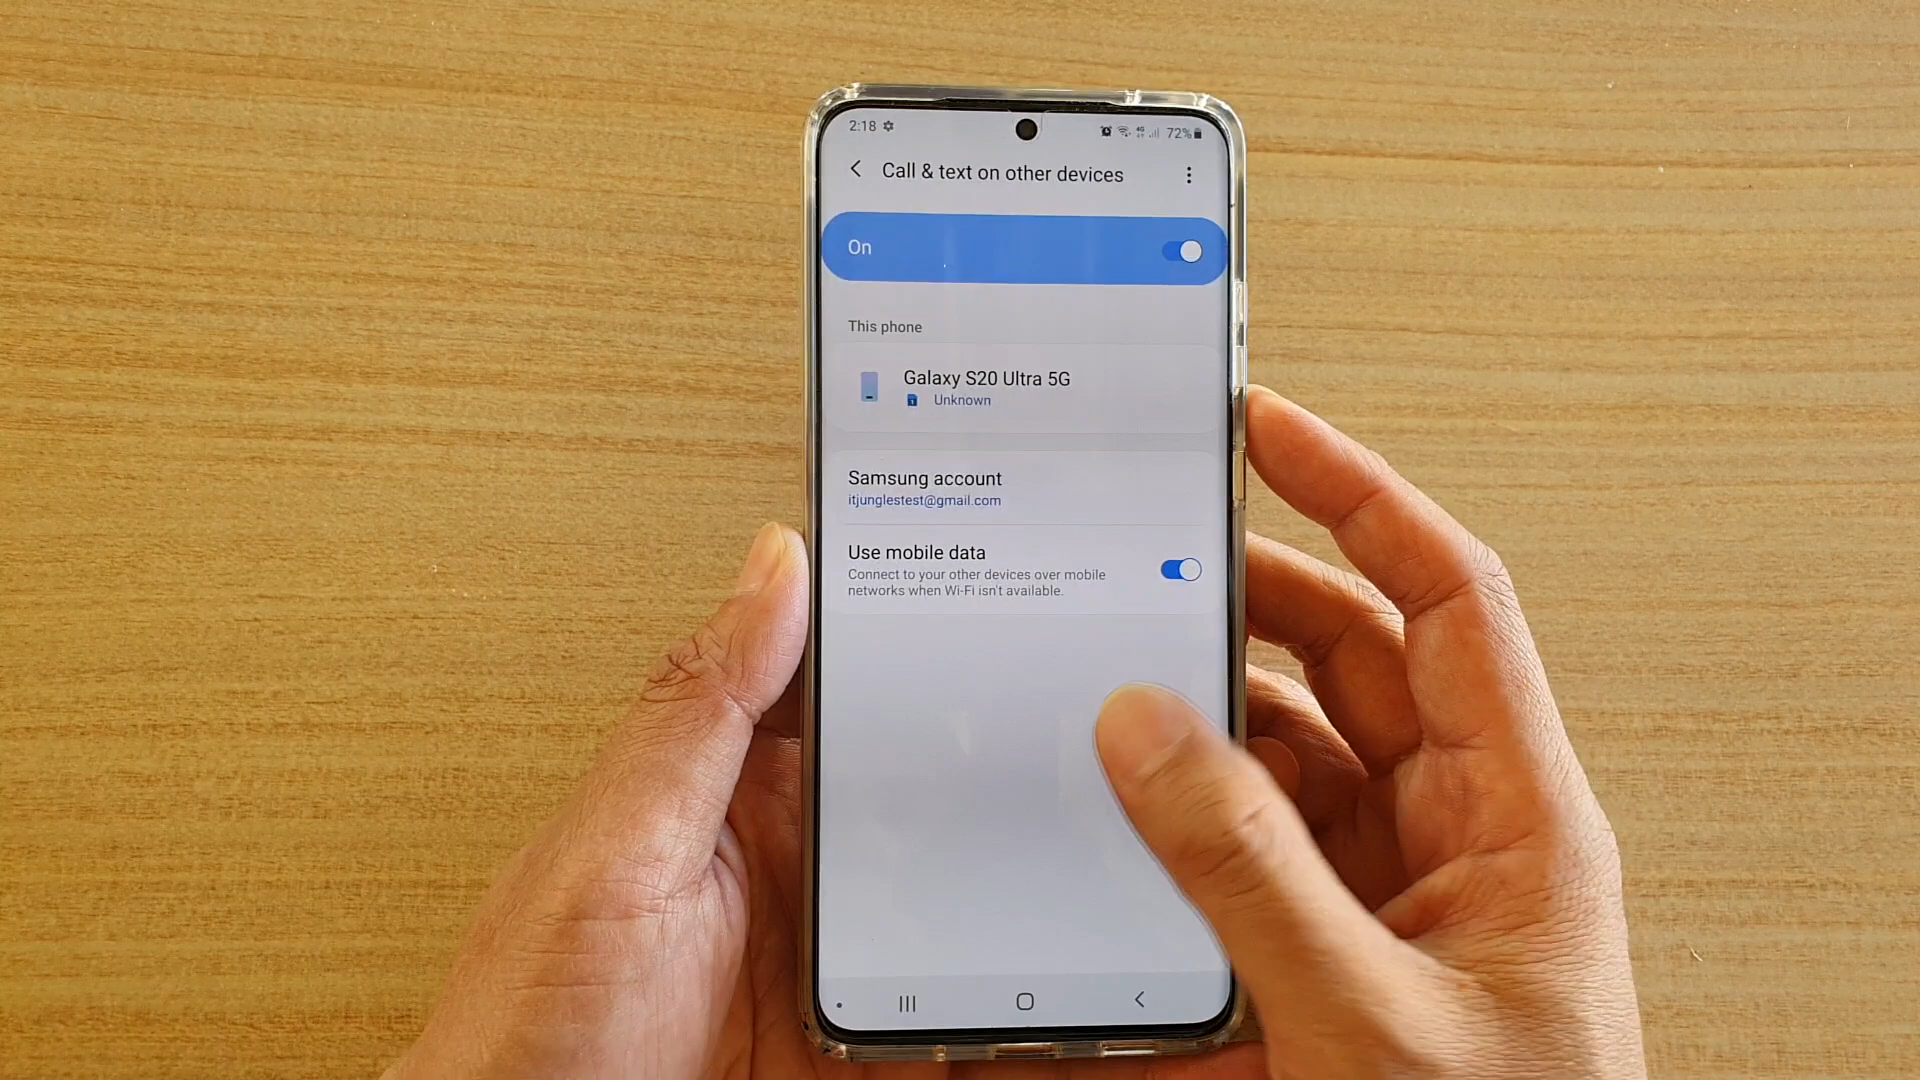 2:18
72%
Call & text on other devices
On
This phone
Galaxy S20 Ultra 5G
1 Unknown
Samsung account
itjunglestest@gmail.com
Use mobile data
Connect to your other devices over mobile
networks when Wi-Fi isn't available.